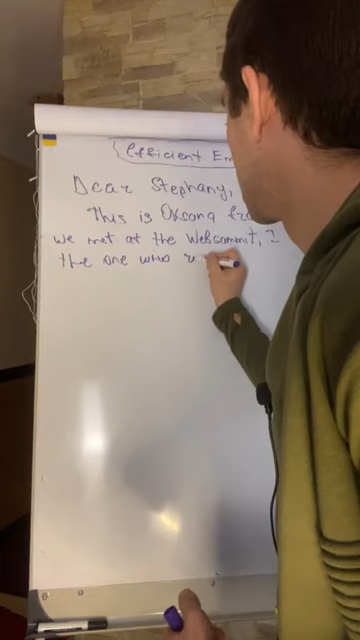 Efficient Em
Dear Stephany,
This is Oksana fro
we met at the Websummit, I
the one who